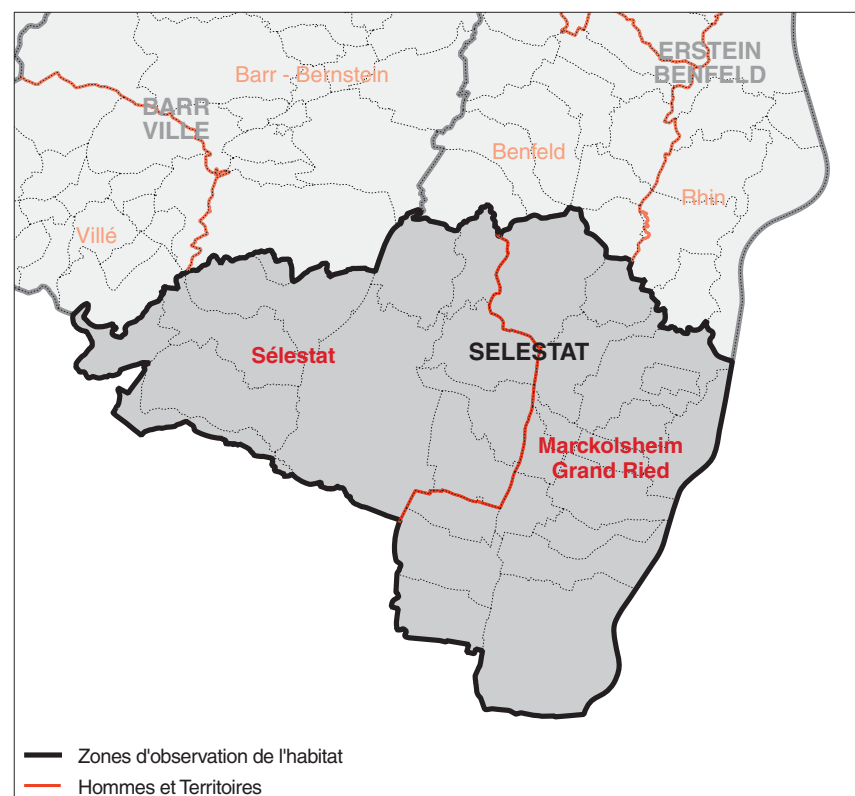 ERSTEIN
BENFELD
Barr - Bernstein
BARR
VILLE
Benfeld
Rhin
Villé
Sélestat
SELESTAT
Marckolsheim
Grand Ried
Zones d'observation de l'habitat
Hommes et Territoires